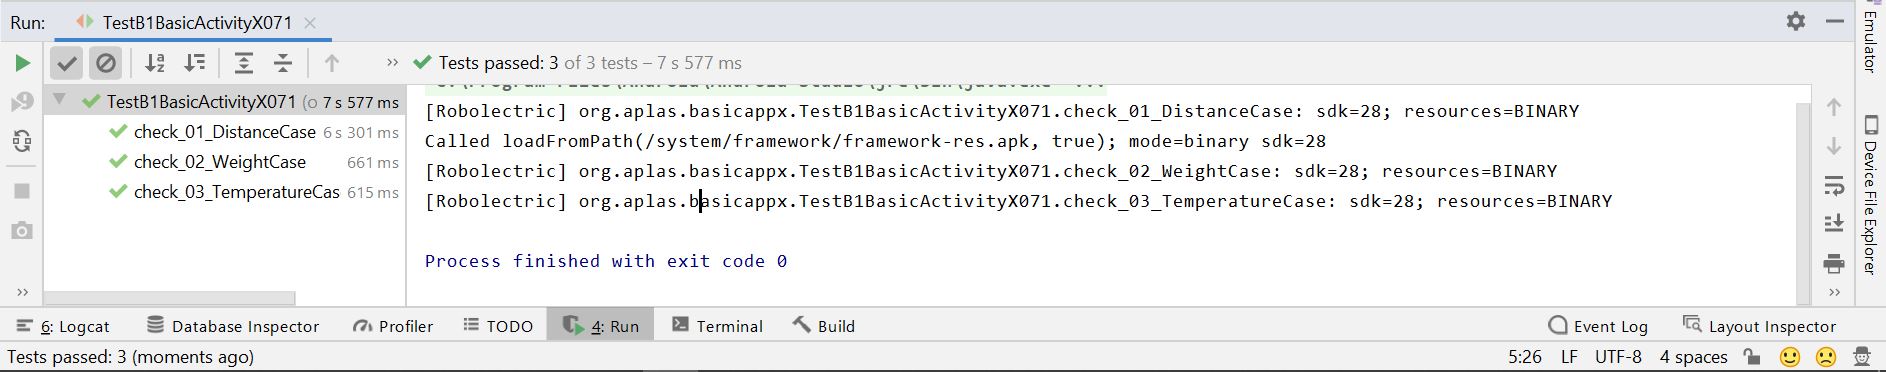 Run: TestB1BasicActivityX071
Tests passed: 3 of 3 tests – 7 s 577 ms
TestB1BasicActivityX071 (o 7 s 577 ms
check_01_DistanceCase 6 s 301 ms
check_02_WeightCase 661 ms
check_03_TemperatureCas 615 ms
[Robolectric] org.aplas.basicappx.TestB1BasicActivityX071.check_01_DistanceCase: sdk=28; resources=BINARY
Called loadFromPath(/system/framework/framework-res.apk, true); mode=binary sdk=28
[Robolectric] org.aplas.basicappx.TestB1BasicActivityX071.check_02_WeightCase: sdk=28; resources=BINARY
[Robolectric] org.aplas.basicappx.TestB1BasicActivityX071.check_03_TemperatureCase: sdk=28; resources=BINARY
Process finished with exit code 0
Emulator
Device File Explorer
6: Logcat Database Inspector Profiler TODO 4: Run Terminal Build Event Log Layout Inspector
Tests passed: 3 (moments ago) 5:26 LF UTF-8 4 spaces